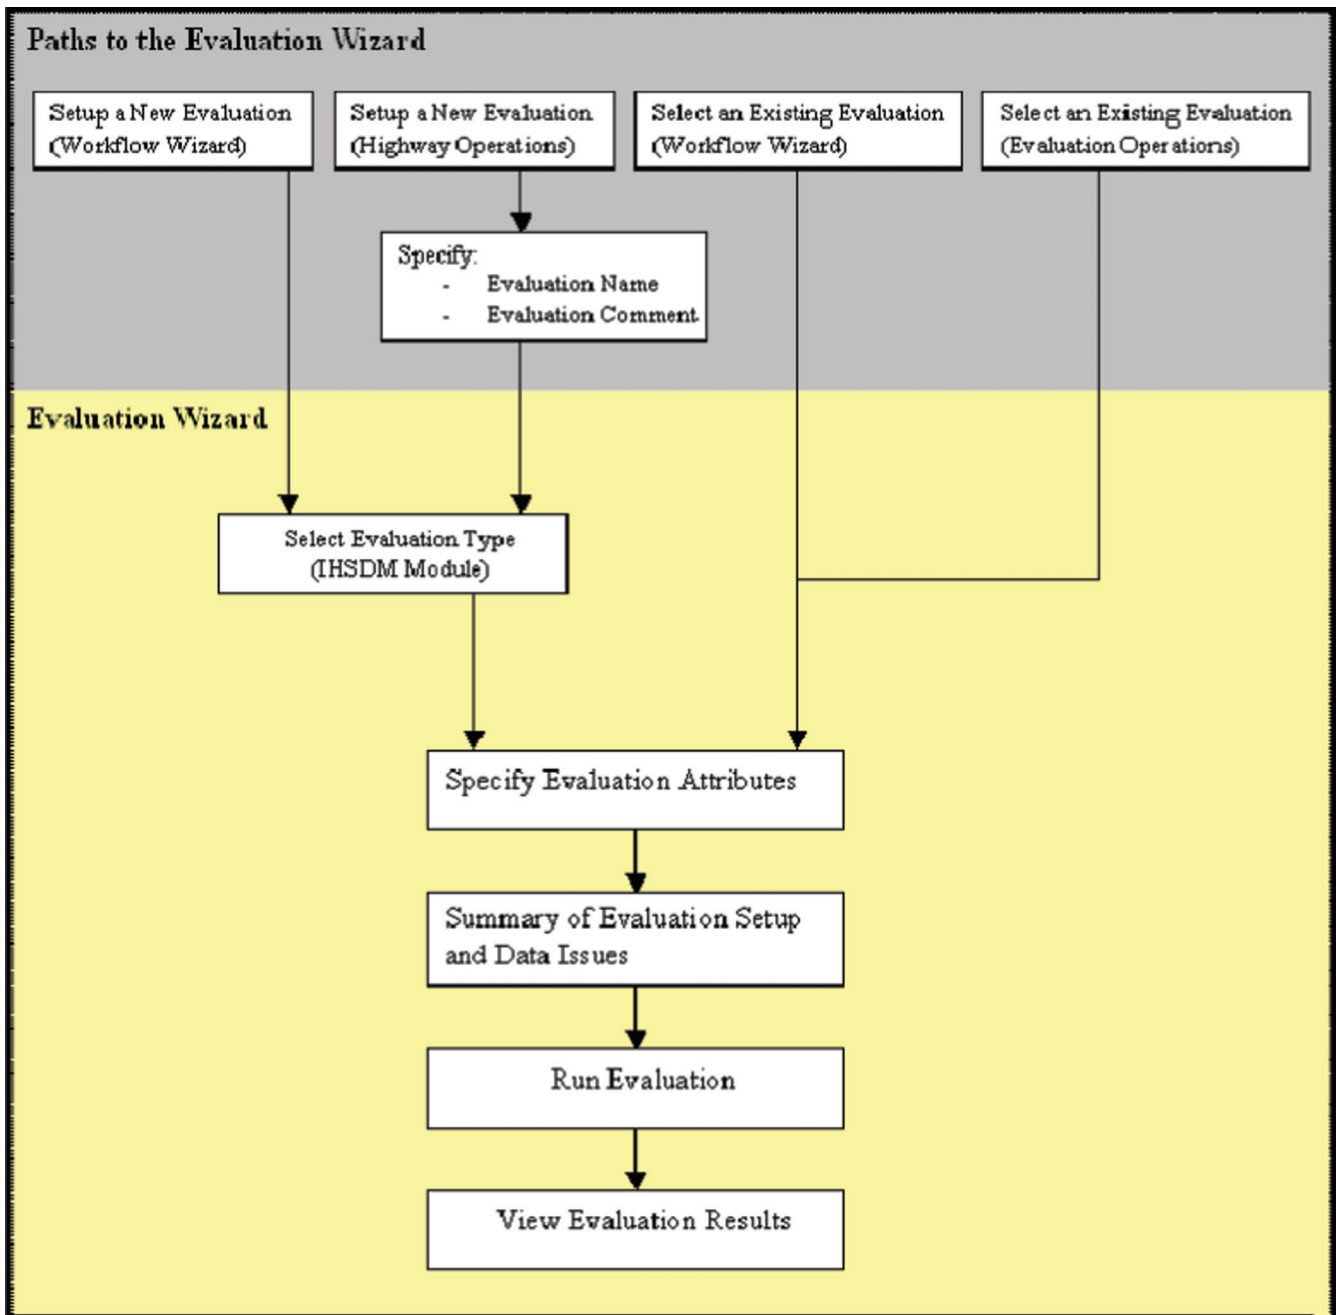 Paths to the Evaluation Wizard
Setup a New Evaluation
(Workflow Wizard)
Setup a New Evaluation
(Highway Operations)
Select an Existing Evaluation
(Workflow Wizard)
Select an Existing Evaluation
(Evaluation Operations)
Specify:
- Evaluation Name
- Evaluation Comment
Evaluation Wizard
Select Evaluation Type
(IHSDM Module)
Specify Evaluation Attributes
Summary of Evaluation Setup
and Data Issues
Run Evaluation
View Evaluation Results